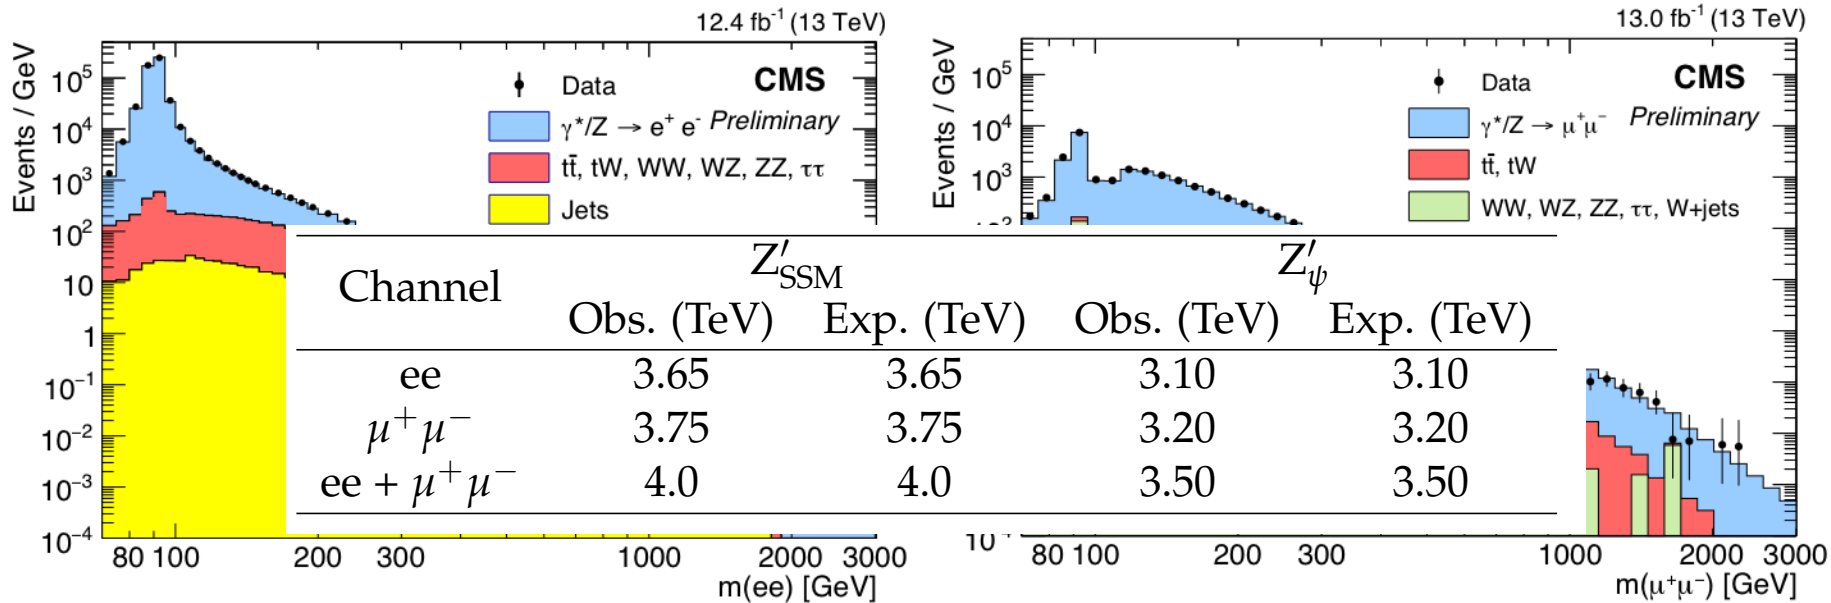 12.4 fb⁻¹ (13 TeV)
Events / GeV
10⁵
10⁴
10³
10²
10
1
10⁻¹
10⁻²
10⁻³
10⁻⁴
CMS
Preliminary
Data
γ*/Z → e⁺ e⁻
tt̄, tW, WW, WZ, ZZ, ττ
Jets
80 100 200 300 1000 2000 3000
m(ee) [GeV]
13.0 fb⁻¹ (13 TeV)
Events / GeV
10⁵
10⁴
10³
CMS
Preliminary
Data
γ*/Z → μ⁺μ⁻
tt̄, tW
WW, WZ, ZZ, ττ, W+jets
80 100 200 300 1000 2000 3000
m(μ⁺μ⁻) [GeV]
Channel Z′SSM Z′ψ
Obs. (TeV) Exp. (TeV) Obs. (TeV) Exp. (TeV)
ee 3.65 3.65 3.10 3.10
μ⁺μ⁻ 3.75 3.75 3.20 3.20
ee + μ⁺μ⁻ 4.0 4.0 3.50 3.50